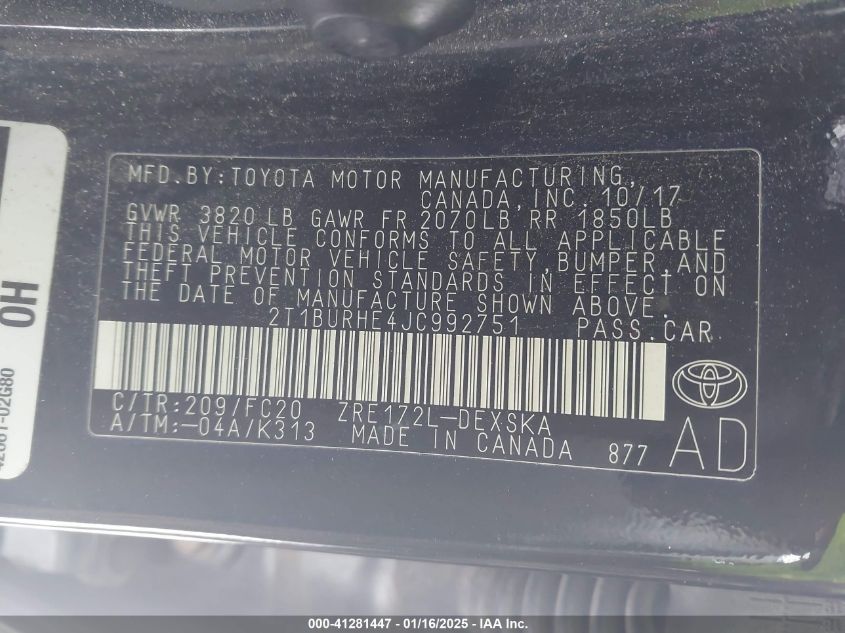 MFD.BY:TOYOTA MOTOR MANUFACTURING,
CANADA,INC. 10/17
GVWR 3820 LB GAWR FR 2070LB RR 1850LB
THIS VEHICLE CONFORMS TO ALL APPLICABLE
FEDERAL MOTOR VEHICLE SAFETY,BUMPER,AND
THEFT PREVENTION STANDARDS IN EFFECT ON
THE DATE OF MANUFACTURE SHOWN ABOVE.
2T1BURHE4JC992751 PASS.CAR
C/TR:209/FC20 ZRE172L-DEXSKA
A/TM:-04A/K313 MADE IN CANADA 877 AD
0H
02G80
000-41281447 - 01/16/2025 - IAA Inc.